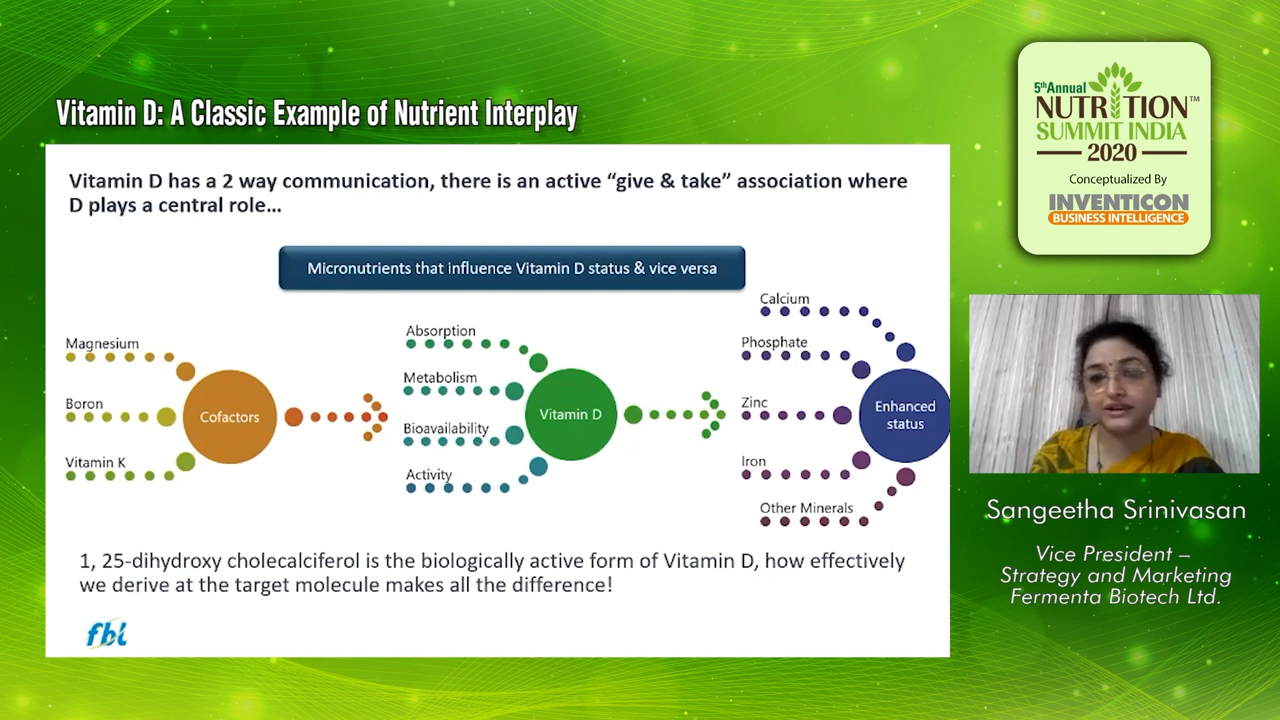 Vitamin D: A Classic Example of Nutrient Interplay
Vitamin D has a 2 way communication, there is an active “give & take” association where
D plays a central role…
Micronutrients that influence Vitamin D status & vice versa
Magnesium
Boron
Vitamin K
Cofactors
Absorption
Metabolism
Bioavailability
Activity
Vitamin D
Calcium
Phosphate
Zinc
Iron
Other Minerals
Enhanced
status
1, 25-dihydroxy cholecalciferol is the biologically active form of Vitamin D, how effectively
we derive at the target molecule makes all the difference!
fbl
5th Annual
NUTRITION™
SUMMIT INDIA
2020
Conceptualized By
INVENTICON
BUSINESS INTELLIGENCE
Sangeetha Srinivasan
Vice President –
Strategy and Marketing
Fermenta Biotech Ltd.